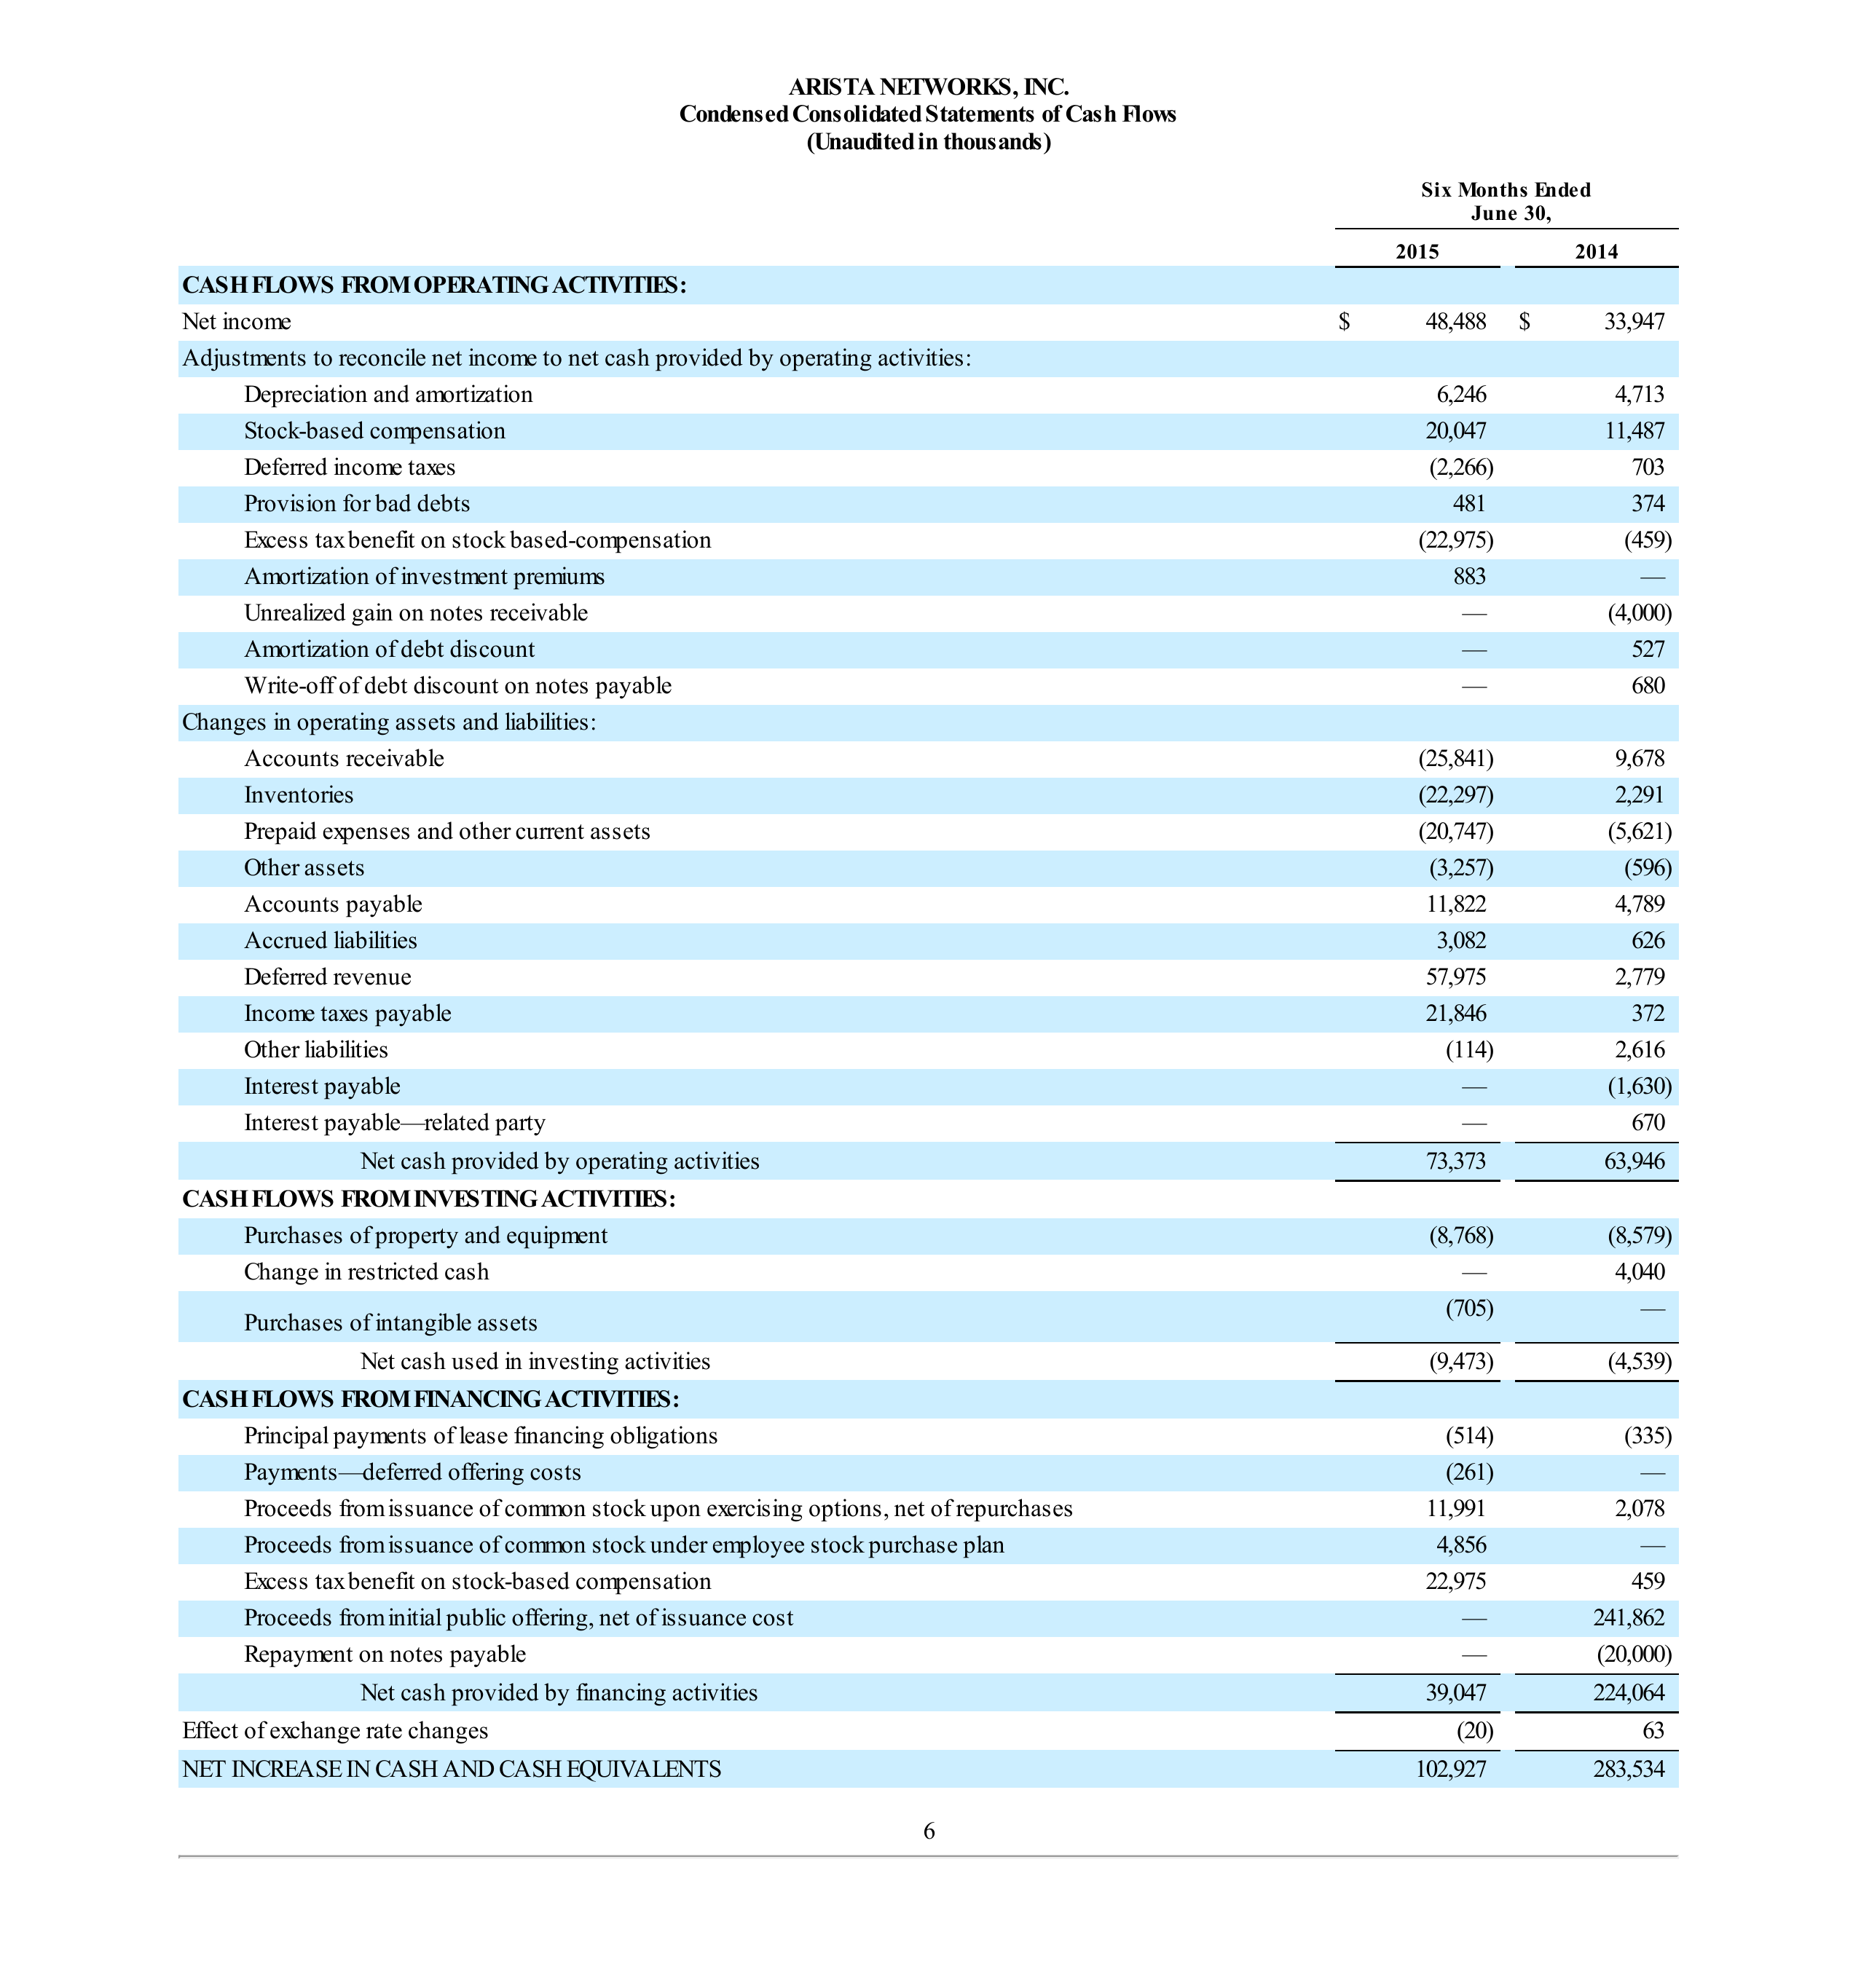 ARISTA NETWORKS, INC.
Condensed Consolidated Statements of Cash Flows
(Unaudited in thousands)
Six Months Ended
June 30,
2015 2014
CASH FLOWS FROM OPERATING ACTIVITIES:
Net income $ 48,488 $ 33,947
Adjustments to reconcile net income to net cash provided by operating activities:
Depreciation and amortization 6,246 4,713
Stock-based compensation 20,047 11,487
Deferred income taxes (2,266) 703
Provision for bad debts 481 374
Excess tax benefit on stock based-compensation (22,975) (459)
Amortization of investment premiums 883 —
Unrealized gain on notes receivable — (4,000)
Amortization of debt discount — 527
Write-off of debt discount on notes payable — 680
Changes in operating assets and liabilities:
Accounts receivable (25,841) 9,678
Inventories (22,297) 2,291
Prepaid expenses and other current assets (20,747) (5,621)
Other assets (3,257) (596)
Accounts payable 11,822 4,789
Accrued liabilities 3,082 626
Deferred revenue 57,975 2,779
Income taxes payable 21,846 372
Other liabilities (114) 2,616
Interest payable — (1,630)
Interest payable—related party — 670
Net cash provided by operating activities 73,373 63,946
CASH FLOWS FROM INVESTING ACTIVITIES:
Purchases of property and equipment (8,768) (8,579)
Change in restricted cash — 4,040
Purchases of intangible assets (705) —
Net cash used in investing activities (9,473) (4,539)
CASH FLOWS FROM FINANCING ACTIVITIES:
Principal payments of lease financing obligations (514) (335)
Payments—deferred offering costs (261) —
Proceeds from issuance of common stock upon exercising options, net of repurchases 11,991 2,078
Proceeds from issuance of common stock under employee stock purchase plan 4,856 —
Excess tax benefit on stock-based compensation 22,975 459
Proceeds from initial public offering, net of issuance cost — 241,862
Repayment on notes payable — (20,000)
Net cash provided by financing activities 39,047 224,064
Effect of exchange rate changes (20) 63
NET INCREASE IN CASH AND CASH EQUIVALENTS 102,927 283,534
6